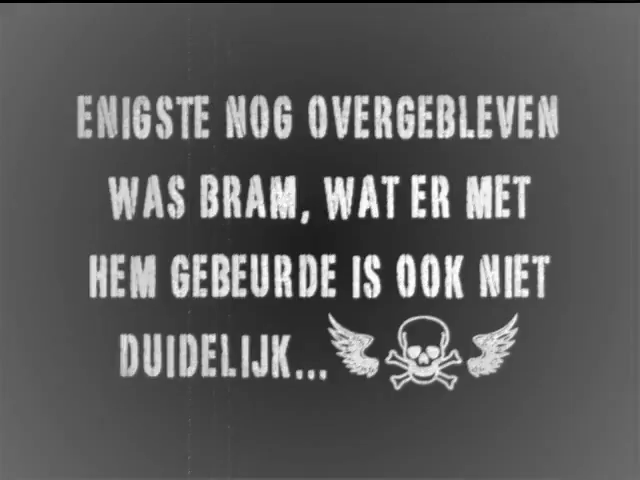 ENIGSTE NOG OVERGEBLEVEN
WAS BRAM, WAT ER MET
HEM GEBEURDE IS OOK NIET
DUIDELIJK...